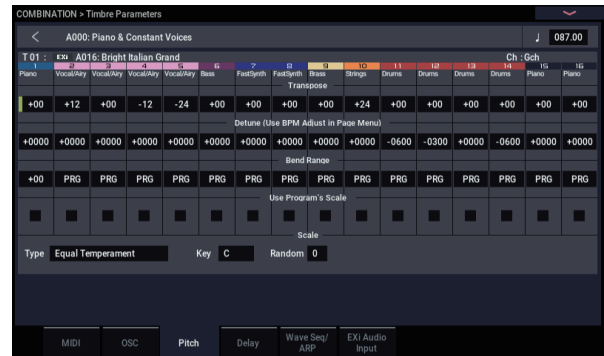 COMBINATION > Timbre Parameters
A000: Piano & Constant Voices ♩ 087.00
T 01 : EXi A016: Bright Italian Grand Ch : Gch
1 2 3 4 5 6 7 8 9 10 11 12 13 14 15 16
Piano Vocal/Airy Vocal/Airy Vocal/Airy Vocal/Airy Bass FastSynth FastSynth Brass Strings Drums Drums Drums Drums Piano Piano
Transpose
+00 +12 +00 -12 -24 +00 +00 +00 +00 +24 +00 +00 +00 +00 +00 +00
Detune (Use BPM Adjust in Page Menu)
+0000 +0000 +0000 +0000 +0000 +0000 +0000 +0000 +0000 +0000 -0600 -0300 +0000 -0600 +0000 +0000
Bend Range
+00 PRG PRG PRG PRG PRG PRG PRG PRG PRG PRG PRG PRG PRG PRG PRG
Use Program's Scale
Scale
Type Equal Temperament Key C Random 0
MIDI OSC Pitch Delay Wave Seq/ EXi Audio
ARP Input